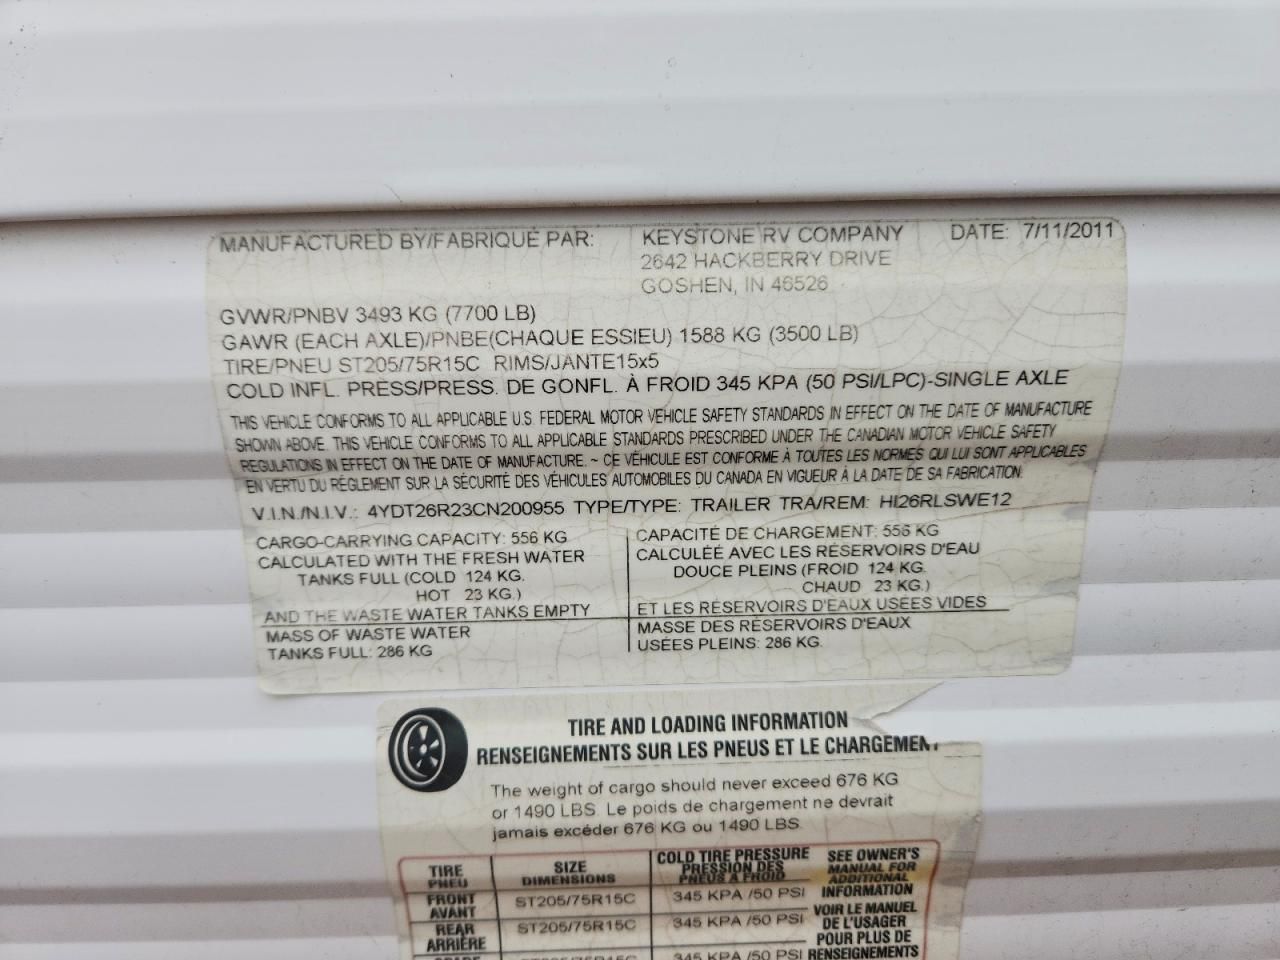 MANUFACTURED BY/FABRIQUÉ PAR: KEYSTONE RV COMPANY DATE: 7/11/2011
2642 HACKBERRY DRIVE
GOSHEN, IN 46526
GVWR/PNBV 3493 KG (7700 LB)
GAWR (EACH AXLE)/PNBE(CHAQUE ESSIEU) 1588 KG (3500 LB)
TIRE/PNEU ST205/75R15C RIMS/JANTE15x5
COLD INFL. PRESS/PRESS. DE GONFL. À FROID 345 KPA (50 PSI/LPC)-SINGLE AXLE
THIS VEHICLE CONFORMS TO ALL APPLICABLE U.S. FEDERAL MOTOR VEHICLE SAFETY STANDARDS IN EFFECT ON THE DATE OF MANUFACTURE
SHOWN ABOVE. THIS VEHICLE CONFORMS TO ALL APPLICABLE STANDARDS PRESCRIBED UNDER THE CANADIAN MOTOR VEHICLE SAFETY
REGULATIONS IN EFFECT ON THE DATE OF MANUFACTURE. ~ CE VÉHICULE EST CONFORME À TOUTES LES NORMES QUI LUI SONT APPLICABLES
EN VERTU DU RÉGLEMENT SUR LA SÉCURITÉ DES VÉHICULES AUTOMOBILES DU CANADA EN VIGUEUR À LA DATE DE SA FABRICATION.
V.I.N./N.I.V.: 4YDT26R23CN200955 TYPE/TYPE: TRAILER TRA/REM: HI26RLSWE12
CARGO-CARRYING CAPACITY: 556 KG
CALCULATED WITH THE FRESH WATER
TANKS FULL (COLD 124 KG.
HOT 23 KG.)
AND THE WASTE WATER TANKS EMPTY
MASS OF WASTE WATER
TANKS FULL: 286 KG
CAPACITÉ DE CHARGEMENT: 556 KG
CALCULÉE AVEC LES RÉSERVOIRS D'EAU
DOUCE PLEINS (FROID 124 KG.
CHAUD 23 KG.)
ET LES RÉSERVOIRS D'EAUX USÉES VIDES
MASSE DES RÉSERVOIRS D'EAUX
USÉES PLEINS: 286 KG.
TIRE AND LOADING INFORMATION
RENSEIGNEMENTS SUR LES PNEUS ET LE CHARGEMENT
The weight of cargo should never exceed 676 KG
or 1490 LBS. Le poids de chargement ne devrait
jamais excéder 676 KG ou 1490 LBS.
TIRE
PNEU
SIZE
DIMENSIONS
COLD TIRE PRESSURE
PRESSION DES
PNEUS À FROID
FRONT
AVANT
ST205/75R15C
345 KPA /50 PSI
REAR
ARRIÈRE
ST205/75R15C
345 KPA /50 PSI
345 KPA /50 PSI
SEE OWNER'S
MANUAL FOR
ADDITIONAL
INFORMATION
VOIR LE MANUEL
DE L'USAGER
POUR PLUS DE
RENSEIGNEMENTS